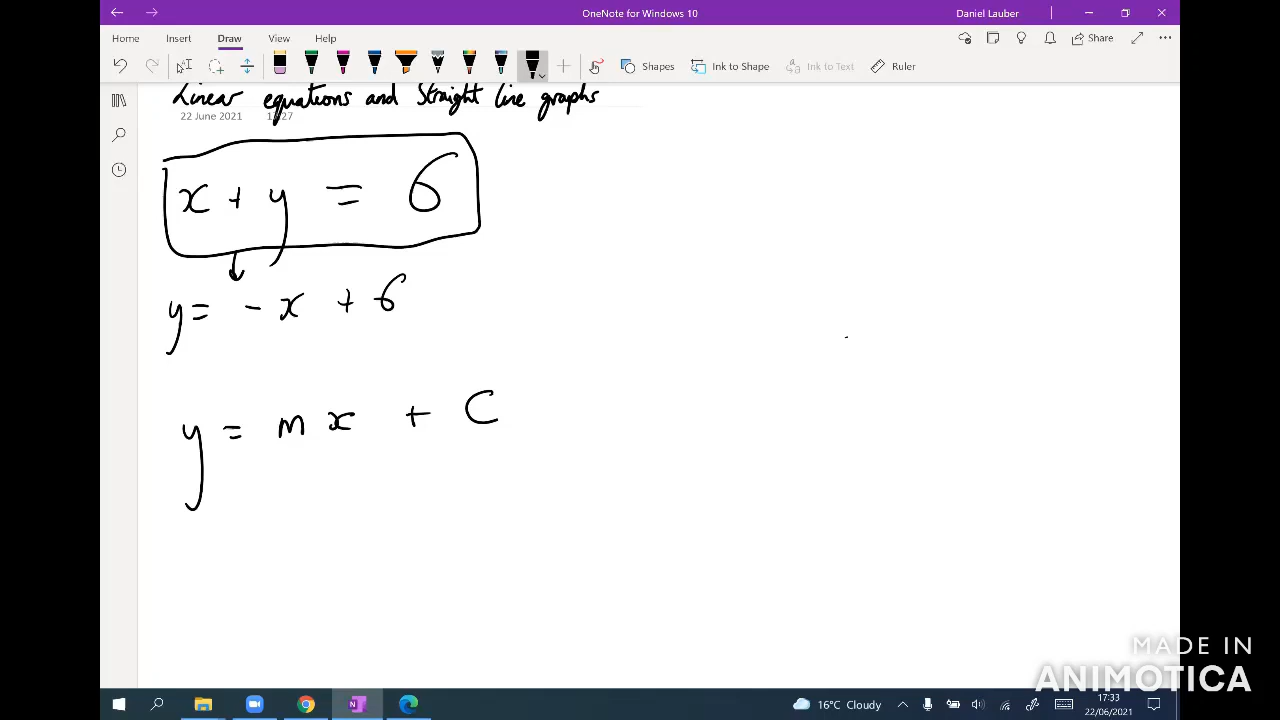 OneNote for Windows 10
Daniel Lauber
Home Insert Draw View Help
Share
Shapes Ink to Shape Ink to Text Ruler
Linear equations and Straight line graphs
22 June 2021
x + y = 6
y = - x + 6
y = m x + C
MADE IN
ANIMOTICA
16°C Cloudy
17:33
22/06/2021